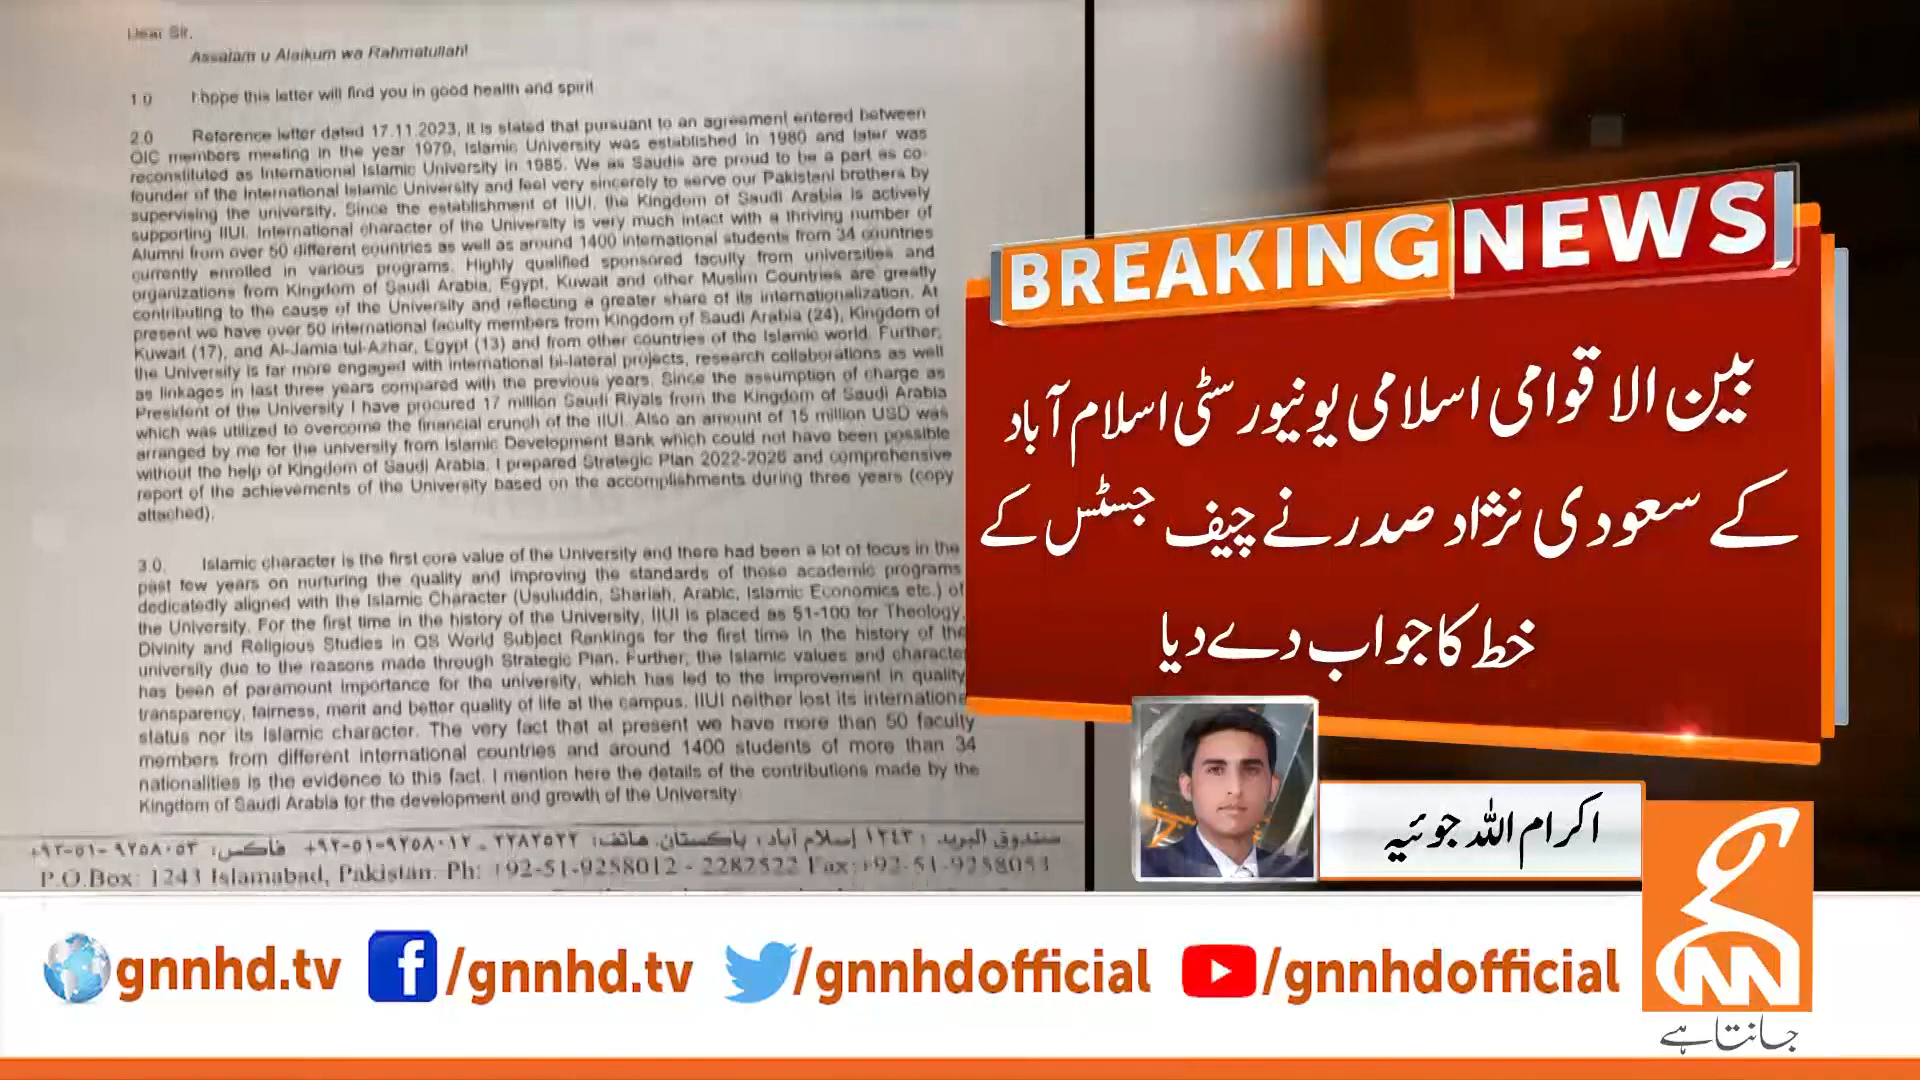 Dear Sir,
Assalam u Alaikum wa Rahmatullah!
1.0 I hope this letter will find you in good health and spirit
2.0 Reference letter dated 17.11.2023, it is stated that pursuant to an agreement entered between
OIC members meeting in the year 1979, Islamic University was established in 1980 and later was
reconstituted as International Islamic University in 1985. We as Saudis are proud to be a part as co-
founder of the International Islamic University and feel very sincerely to serve our Pakistani brothers by
supervising the university. Since the establishment of IIUI, the Kingdom of Saudi Arabia is actively
supporting IIUI. International character of the University is very much intact with a thriving number of
Alumni from over 50 different countries as well as around 1400 international students from 34 countries
currently enrolled in various programs. Highly qualified sponsored faculty from universities and
organizations from Kingdom of Saudi Arabia, Egypt, Kuwait and other Muslim Countries are greatly
contributing to the cause of the University and reflecting a greater share of its internationalization. At
present we have over 50 international faculty members from Kingdom of Saudi Arabia (24), Kingdom of
Kuwait (17), and Al-Jamia tul-Azhar, Egypt (13) and from other countries of the Islamic world. Further,
the University is far more engaged with international bi-lateral projects, research collaborations as well
as linkages in last three years compared with the previous years. Since the assumption of charge as
President of the University I have procured 17 million Saudi Riyals from the Kingdom of Saudi Arabia
which was utilized to overcome the financial crunch of the IIUI. Also an amount of 15 million USD was
arranged by me for the university from Islamic Development Bank which could not have been possible
without the help of Kingdom of Saudi Arabia. I prepared Strategic Plan 2022-2026 and comprehensive
report of the achievements of the University based on the accomplishments during three years (copy
attached).
3.0. Islamic character is the first core value of the University and there had been a lot of focus in the
past few years on nurturing the quality and improving the standards of those academic programs
dedicatedly aligned with the Islamic Character (Usuluddin, Shariah, Arabic, Islamic Economics etc.) of
the University. For the first time in the history of the University, IIUI is placed as 51-100 for Theology,
Divinity and Religious Studies in QS World Subject Rankings for the first time in the history of the
university due to the reasons made through Strategic Plan. Further, the Islamic values and characte
has been of paramount importance for the university, which has led to the improvement in quality
transparency, fairness, merit and better quality of life at the campus. IIUI neither lost its internationa
status nor its Islamic character. The very fact that at present we have more than 50 faculty
members from different international countries and around 1400 students of more than 34
nationalities is the evidence to this fact. I mention here the details of the contributions made by the
Kingdom of Saudi Arabia for the development and growth of the University
صندوق البريد : ١٢٤٣ إسلام آباد ، باكستان. هاتف: ٢٢٨٢٥٢٢ - ٩٢٥٨٠١٢-٥١-٩٢+ فاكس: ٩٢٥٨٠٥٣-٥١-٩٢+
P.O.Box: 1243 Islamabad, Pakistan. Ph: +92-51-9258012 - 2282522 Fax:+92-51-9258053
BREAKING NEWS
بین الاقوامی اسلامی یونیورسٹی اسلام آباد
کے سعودی نژاد صدر نے چیف جسٹس کے
خط کا جواب دے دیا
اکرام اللہ جوئیہ
gnnhd.tv /gnnhd.tv /gnnhdofficial /gnnhdofficial
GNN
جانتا ہے